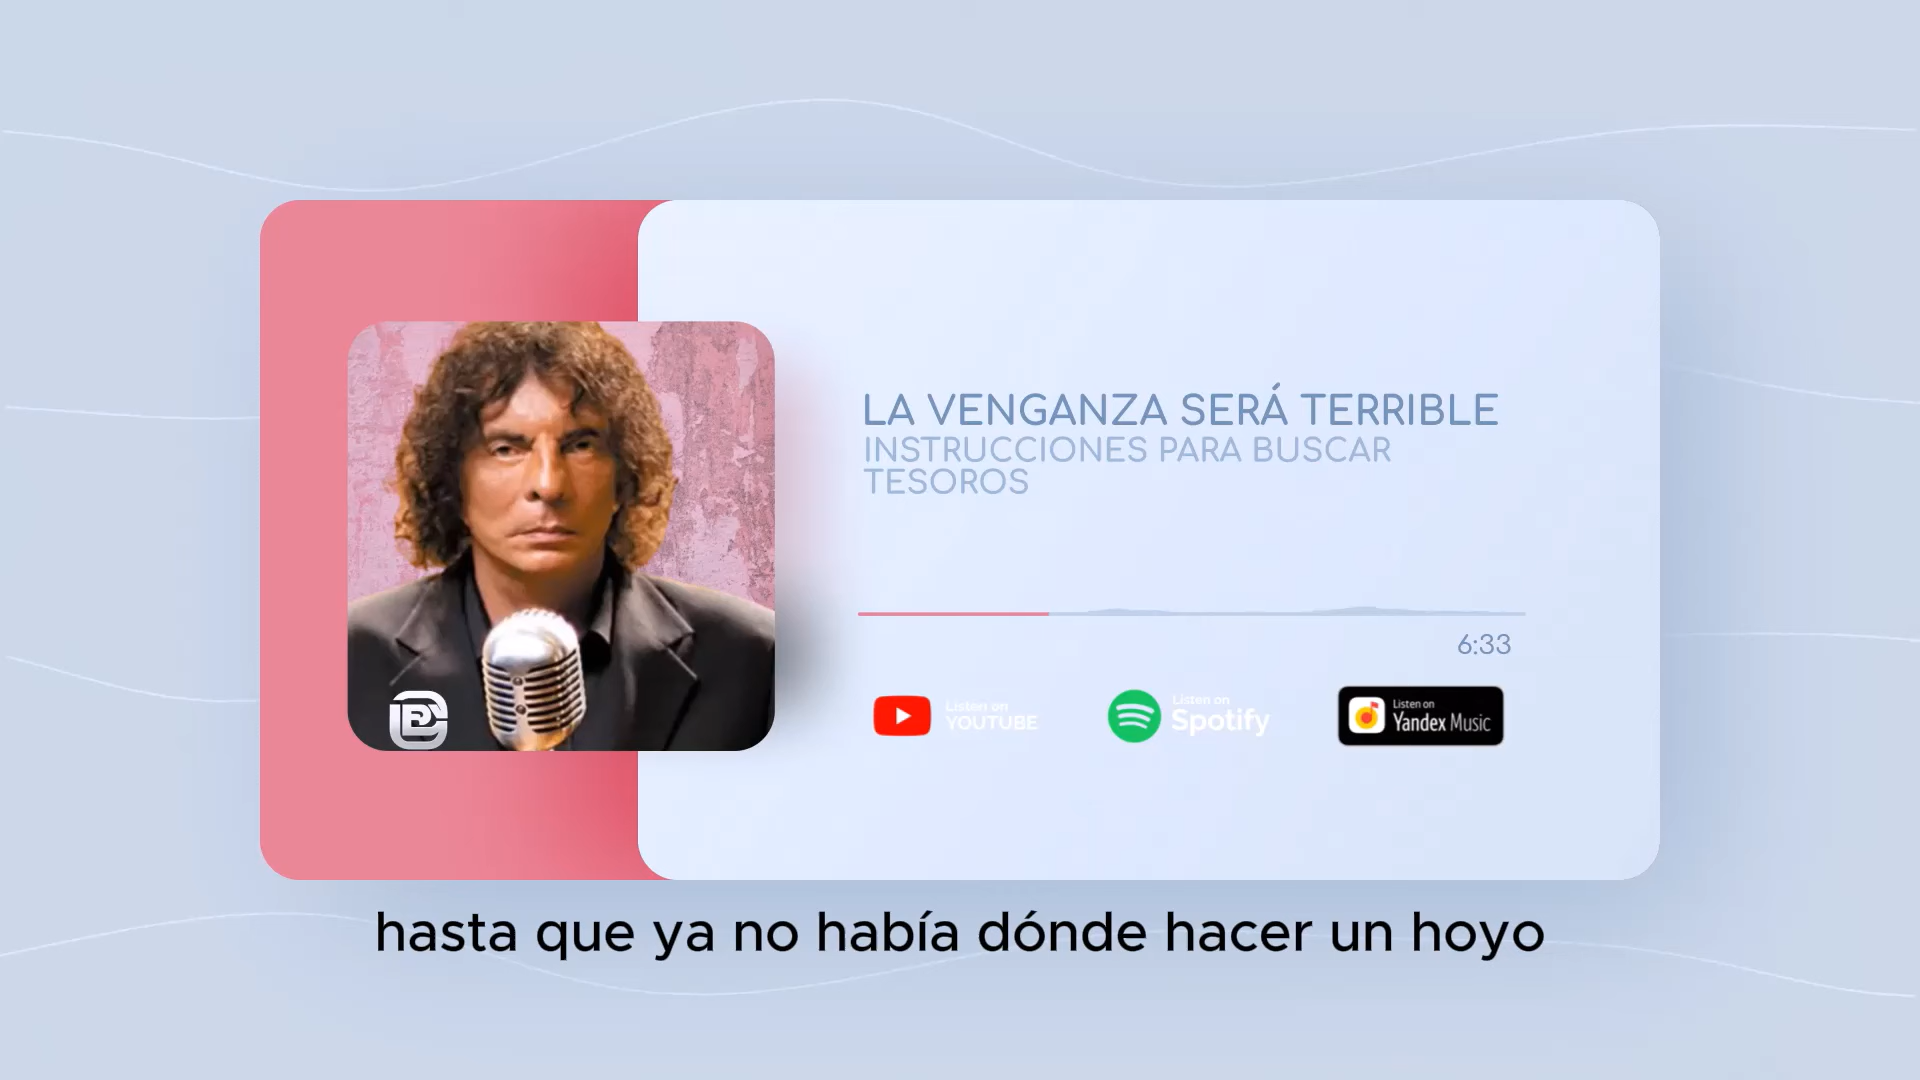 LA VENGANZA SERÁ TERRIBLE
INSTRUCCIONES PARA BUSCAR
TESOROS
6:33
Listen on
YOUTUBE
Listen on
Spotify
Listen on
Yandex Music
hasta que ya no había dónde hacer un hoyo